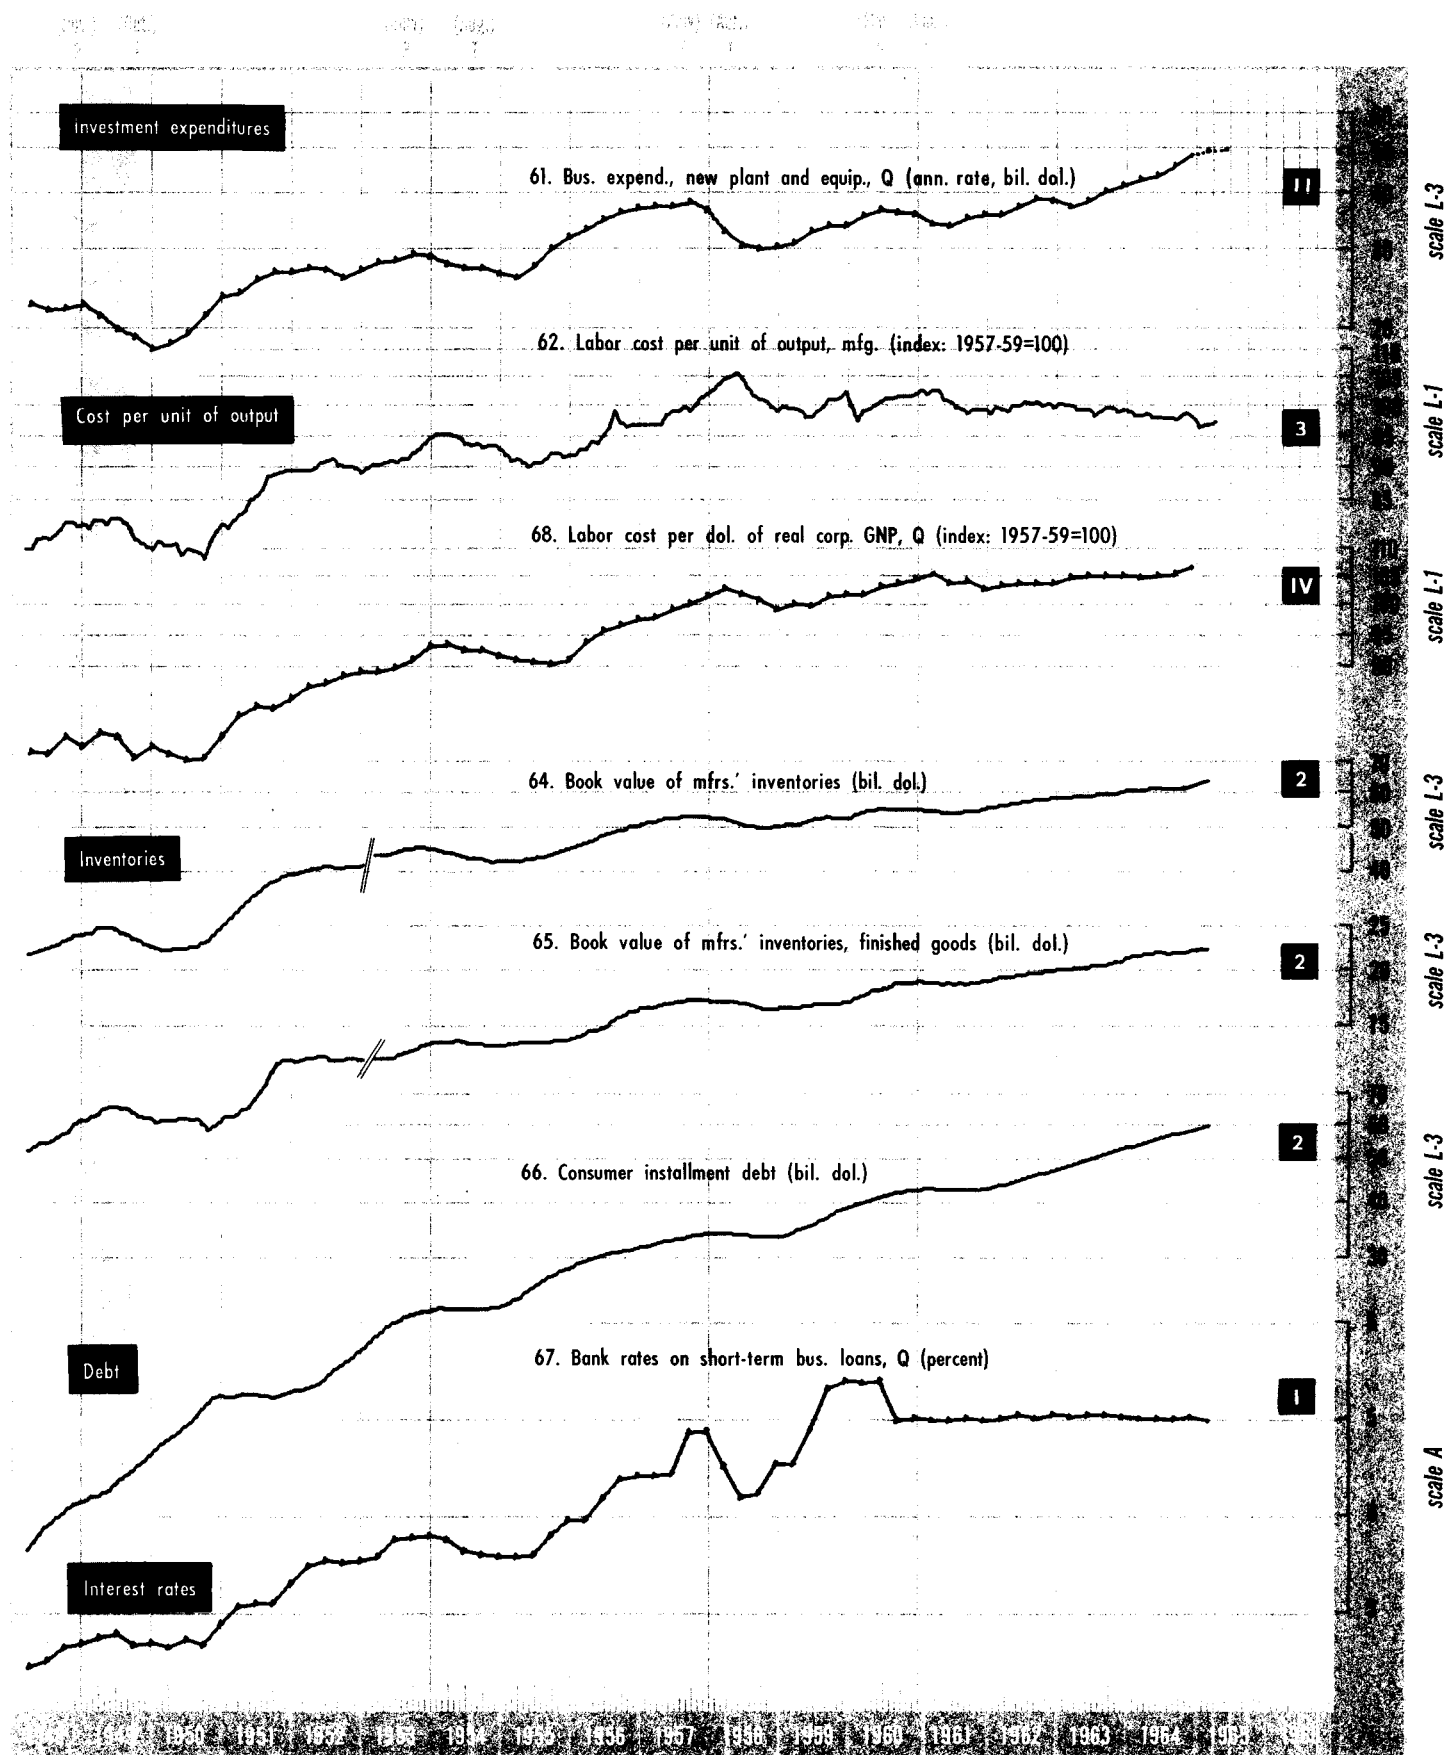 Investment expenditures
61. Bus. expend., new plant and equip., Q (ann. rate, bil. dol.)
II
scale L-3
62. Labor cost per unit of output, mfg. (index: 1957-59=100)
Cost per unit of output
3
scale L-1
68. Labor cost per dol. of real corp. GNP, Q (index: 1957-59=100)
IV
scale L-1
64. Book value of mfrs.' inventories (bil. dol.)
2
scale L-3
Inventories
40
25
65. Book value of mfrs.' inventories, finished goods (bil. dol.)
2
20
scale L-3
15
2
scale L-3
66. Consumer installment debt (bil. dol.)
30
67. Bank rates on short-term bus. loans, Q (percent)
Debt
I
scale A
Interest rates
1950 1951 1952 1953 1954 1955 1956 1957 1958 1959 1960 1961 1962 1963 1964 1965